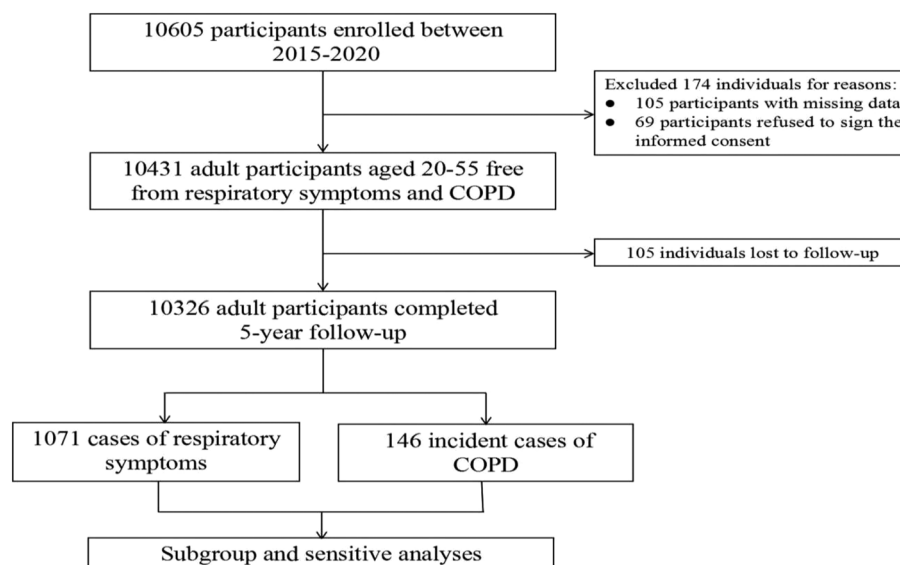 10605 participants enrolled between
2015-2020
Excluded 174 individuals for reasons:
● 105 participants with missing data
● 69 participants refused to sign the
informed consent
10431 adult participants aged 20-55 free
from respiratory symptoms and COPD
105 individuals lost to follow-up
10326 adult participants completed
5-year follow-up
1071 cases of respiratory
symptoms
146 incident cases of
COPD
Subgroup and sensitive analyses